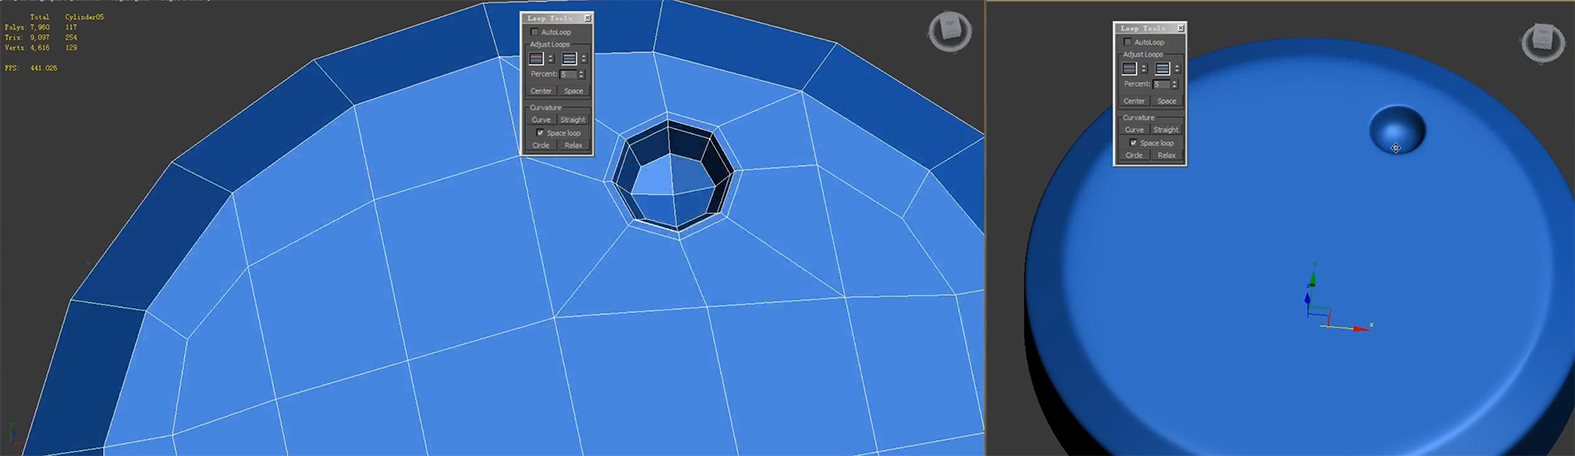 Total Cylinder05
Polys: 7,960 117
Tris: 9,097 254
Verts: 4,616 129
FPS: 441.026
Loop Tools
AutoLoop
Adjust Loops
Percent: 5
Center Space
Curvature
Curve Straight
Space loop
Circle Relax
Loop Tools
AutoLoop
Adjust Loops
Percent: 5
Center Space
Curvature
Curve Straight
Space loop
Circle Relax